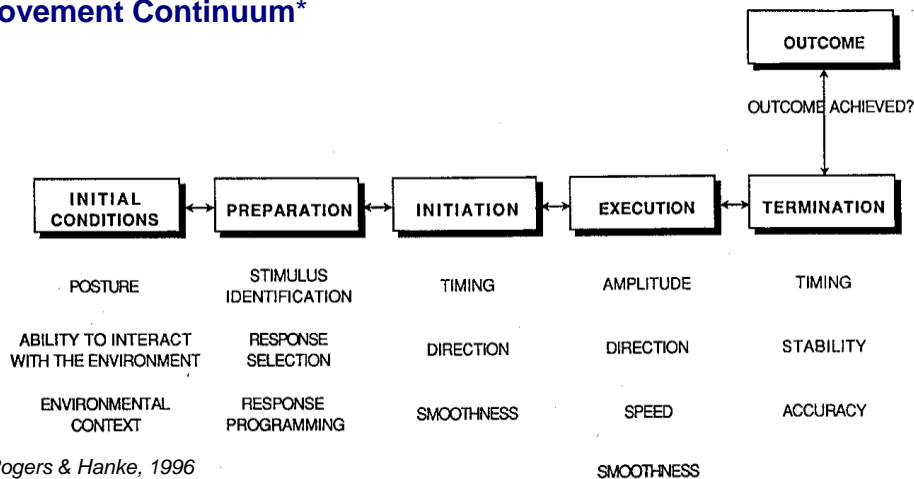 ovement Continuum*
OUTCOME
OUTCOME ACHIEVED?
INITIAL
CONDITIONS
PREPARATION
INITIATION
EXECUTION
TERMINATION
POSTURE
ABILITY TO INTERACT
WITH THE ENVIRONMENT
ENVIRONMENTAL
CONTEXT
STIMULUS
IDENTIFICATION
RESPONSE
SELECTION
RESPONSE
PROGRAMMING
TIMING
DIRECTION
SMOOTHNESS
AMPLITUDE
DIRECTION
SPEED
SMOOTHNESS
TIMING
STABILITY
ACCURACY
ogers & Hanke, 1996